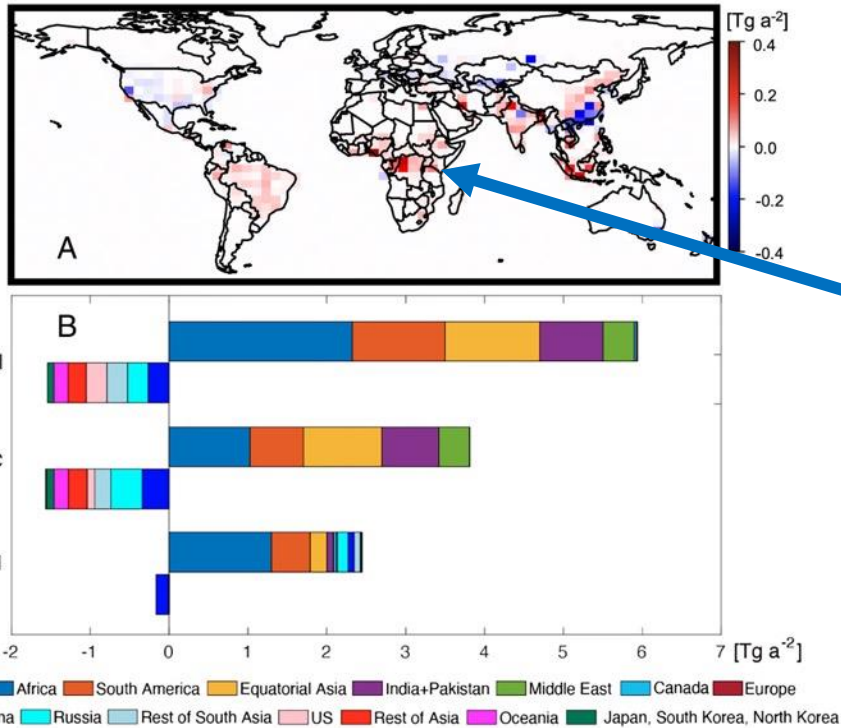 [Tg a⁻²]
0.4
0.2
0.0
-0.2
-0.4
A
B
-2 -1 0 1 2 3 4 5 6 7 [Tg a⁻²]
Africa South America Equatorial Asia India+Pakistan Middle East Canada Europe
na Russia Rest of South Asia US Rest of Asia Oceania Japan, South Korea, North Korea